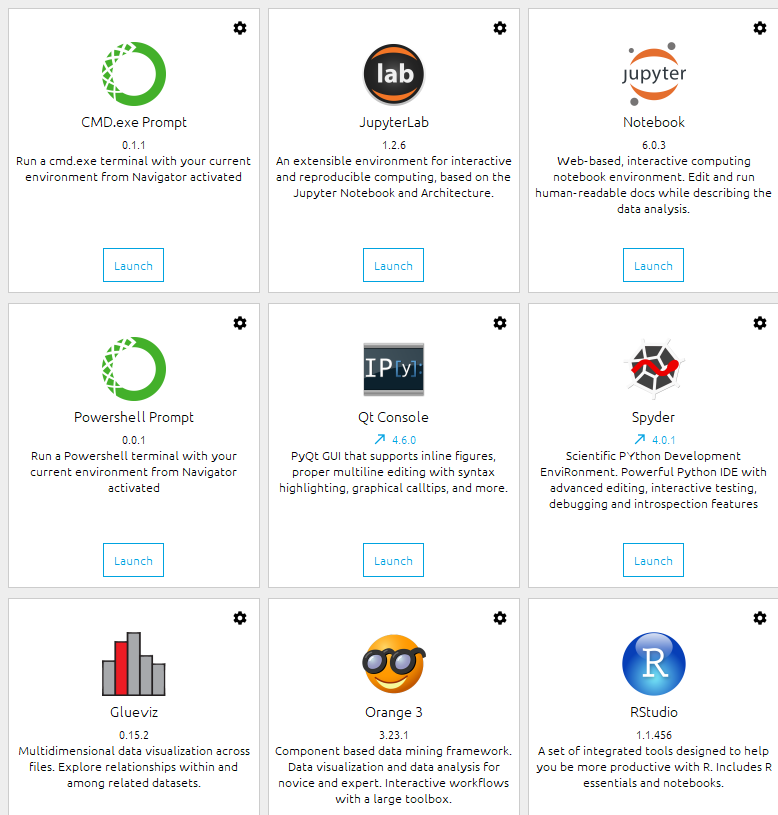 lab
jupyter
CMD.exe Prompt
0.1.1
Run a cmd.exe terminal with your current
environment from Navigator activated
Launch
JupyterLab
1.2.6
An extensible environment for interactive
and reproducible computing, based on the
Jupyter Notebook and Architecture.
Launch
Notebook
6.0.3
Web-based, interactive computing
notebook environment. Edit and run
human-readable docs while describing the
data analysis.
Launch
Powershell Prompt
0.0.1
Run a Powershell terminal with your
current environment from Navigator
activated
Launch
IP[y]:
Qt Console
4.6.0
PyQt GUI that supports inline figures,
proper multiline editing with syntax
highlighting, graphical calltips, and more.
Launch
Spyder
4.0.1
Scientific PYthon Development
EnviRonment. Powerful Python IDE with
advanced editing, interactive testing,
debugging and introspection features
Launch
Glueviz
0.15.2
Multidimensional data visualization across
files. Explore relationships within and
among related datasets.
Orange 3
3.23.1
Component based data mining framework.
Data visualization and data analysis for
novice and expert. Interactive workflows
with a large toolbox.
R
RStudio
1.1.456
A set of integrated tools designed to help
you be more productive with R. Includes R
essentials and notebooks.